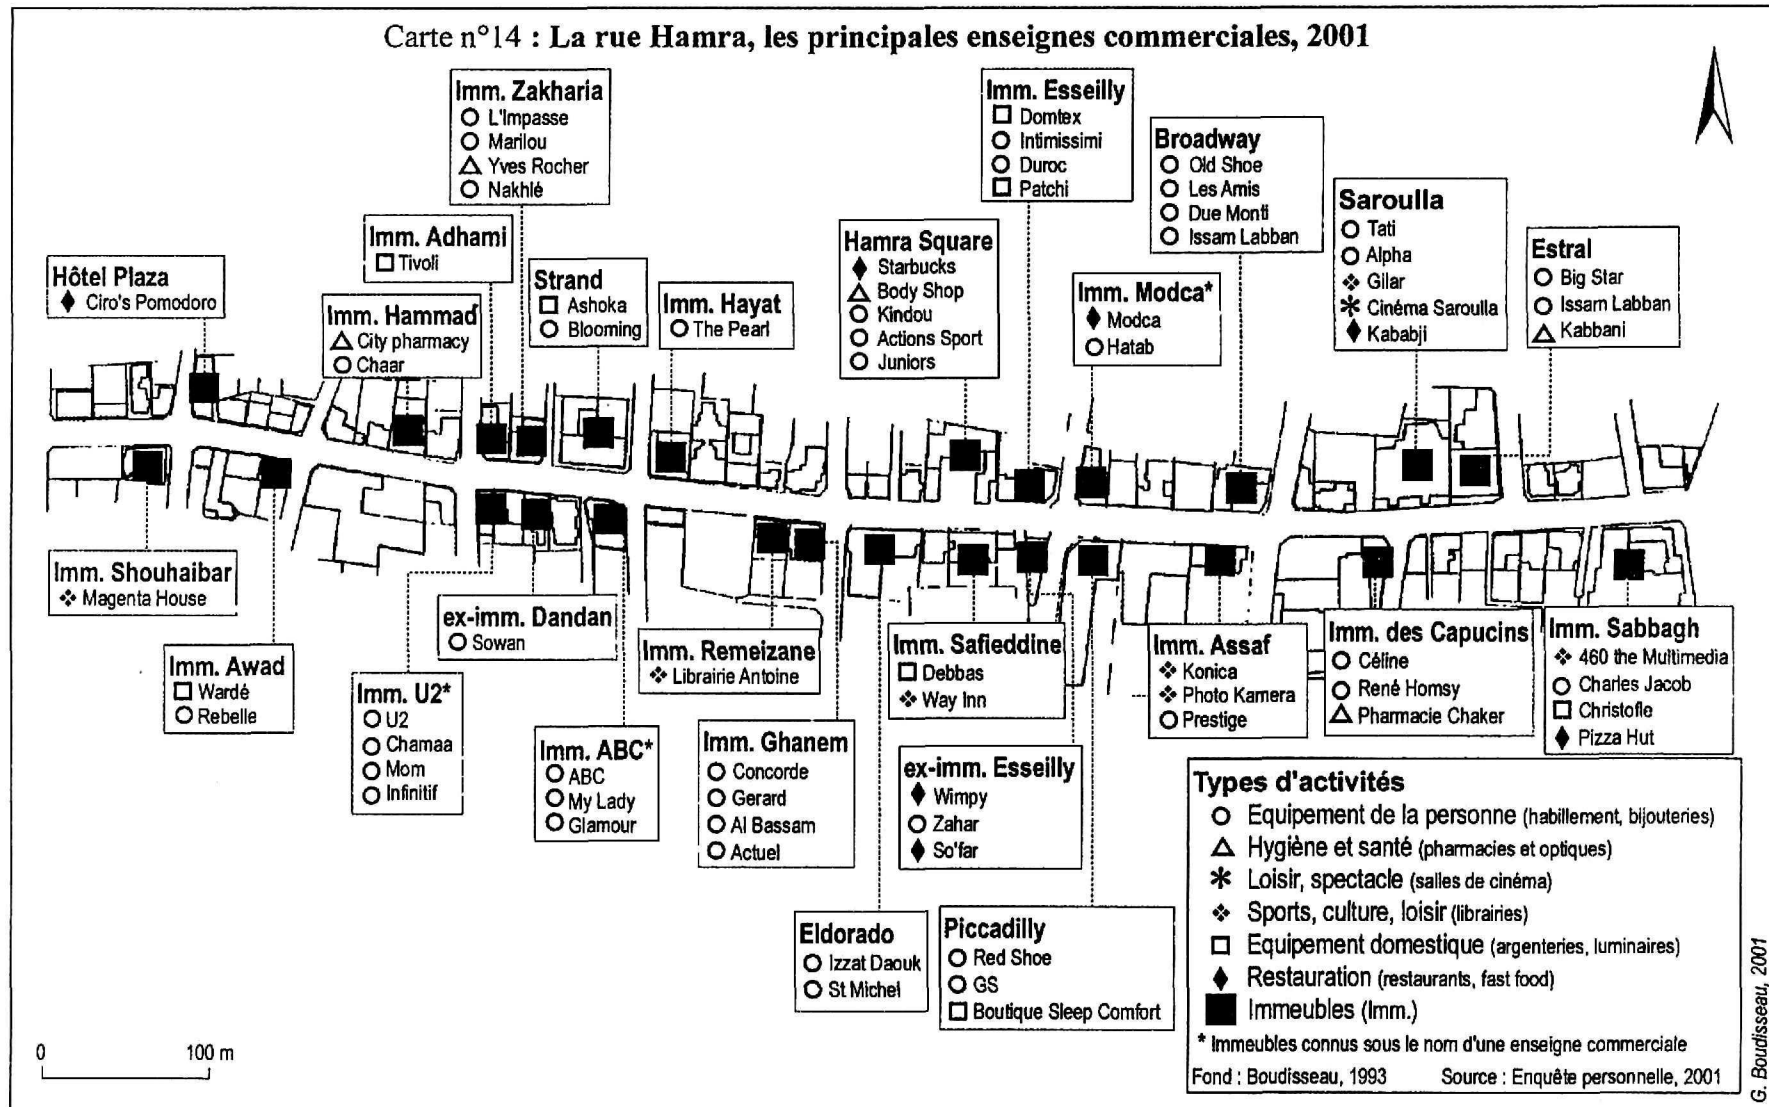 Carte n°14 : La rue Hamra, les principales enseignes commerciales, 2001
Imm. Zakharia
L'Impasse
Marilou
Yves Rocher
Nakhlé
Imm. Esseilly
Domtex
Intimissimi
Duroc
Patchi
Broadway
Old Shoe
Les Amis
Due Monti
Issam Labban
Saroulla
Tati
Alpha
Gilar
Cinéma Saroulla
Kababji
Imm. Adhami
Tivoli
Hamra Square
Starbucks
Body Shop
Kindou
Actions Sport
Juniors
Estral
Big Star
Issam Labban
Kabbani
Hôtel Plaza
Ciro's Pomodoro
Strand
Ashoka
Blooming
Imm. Hayat
The Pearl
Imm. Modca*
Modca
Hatab
Imm. Hammad
City pharmacy
Chaar
Imm. Shouhaibar
Magenta House
ex-imm. Dandan
Sowan
Imm. Remeizane
Librairie Antoine
Imm. Safieddine
Debbas
Way Inn
Imm. Assaf
Konica
Photo Kamera
Prestige
Imm. des Capucins
Céline
René Homsy
Pharmacie Chaker
Imm. Sabbagh
460 the Multimedia
Charles Jacob
Christofle
Pizza Hut
Imm. Awad
Wardé
Rebelle
Imm. U2*
U2
Chamaa
Mom
Infinitif
Imm. ABC*
ABC
My Lady
Glamour
Imm. Ghanem
Concorde
Gerard
Al Bassam
Actuel
ex-imm. Esseilly
Wimpy
Zahar
So'far
Eldorado
Izzat Daouk
St Michel
Piccadilly
Red Shoe
GS
Boutique Sleep Comfort
Types d'activités
Equipement de la personne (habillement, bijouteries)
Hygiène et santé (pharmacies et optiques)
Loisir, spectacle (salles de cinéma)
Sports, culture, loisir (librairies)
Equipement domestique (argenteries, luminaires)
Restauration (restaurants, fast food)
Immeubles (Imm.)
* Immeubles connus sous le nom d'une enseigne commerciale
Fond : Boudisseau, 1993 Source : Enquête personnelle, 2001
0 100 m
G. Boudisseau, 2001